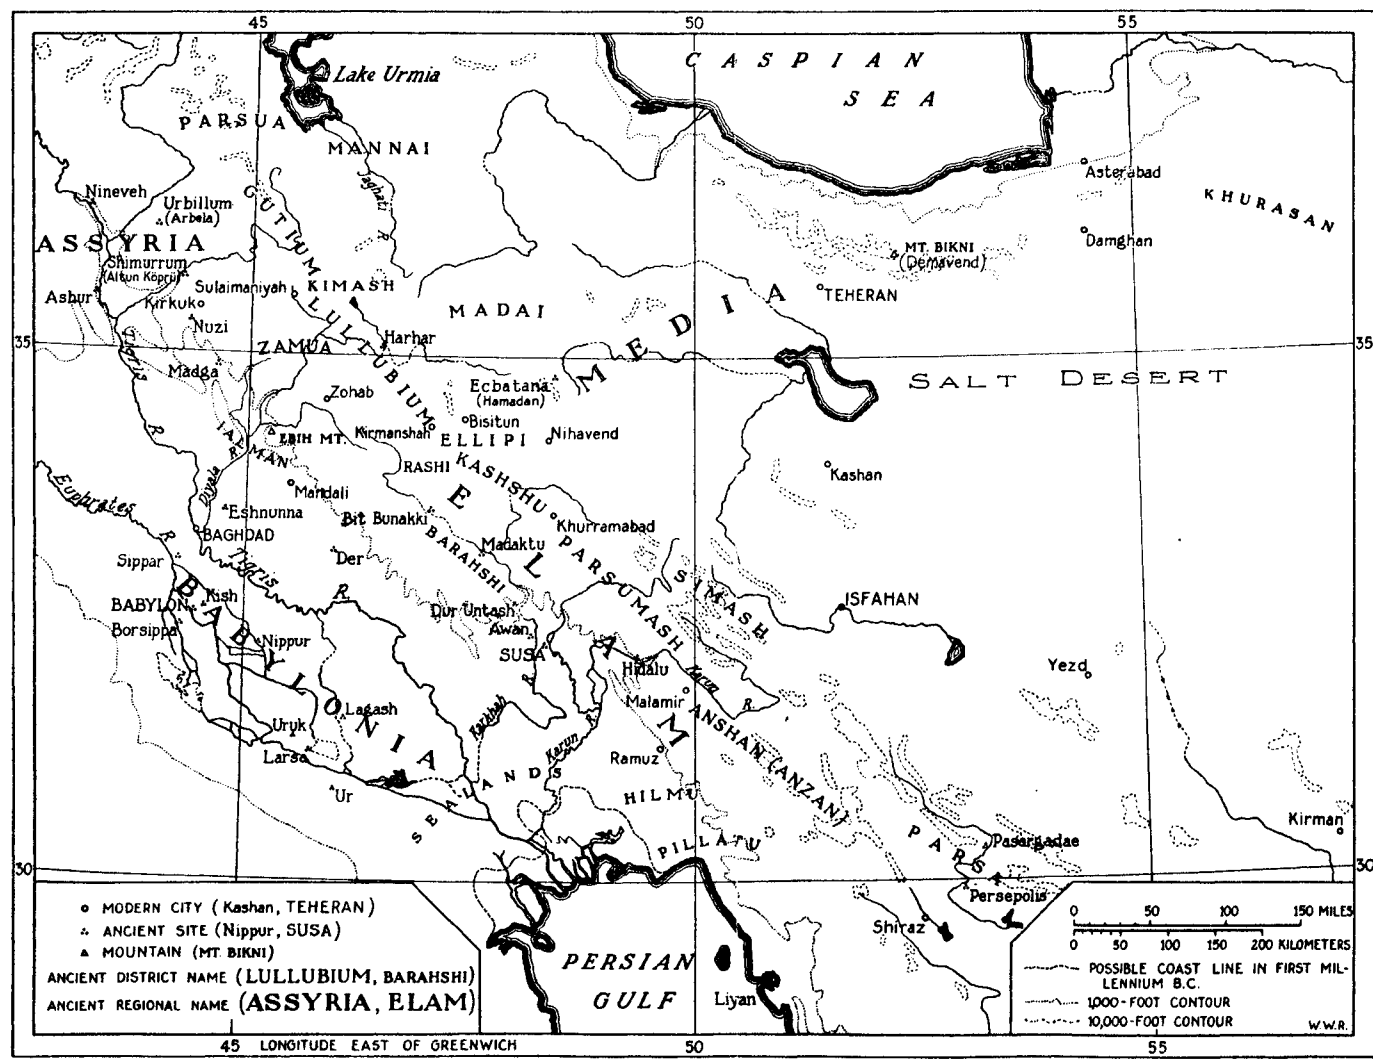 45 50 55
CASPIAN
SEA
Lake Urmia
PARSUA
MANNAI
Jaghati R.
Asterabad
KHURASAN
Nineveh
GUTIUM
Urbillum
(Arbela)
ASSYRIA
Damghan
MT. BIKNI
(Demavend)
Shimurrum
(Altun Köprü)
Sulaimaniyah
KIMASH
TEHERAN
Ashur
Kirkuk
MADAI
MEDIA
Nuzi
LULLUBIUM
Harhar
Tigris R.
35 35
ZAMUA
Madga
SALT DESERT
Zohab
Ecbatana
(Hamadan)
Bisitun
IALMAN
EBIH MT.
Kirmanshah
ELLIPI
Nihavend
RASHI
KASHSHU
Kashan
Euphrates R.
Diyala R.
Mandali
ELAM
Eshnunna
Bit Bunakki
Khurramabad
BAGHDAD
BARAHSHI
Madaktu
PARSUMASH
Sippar
Tigris R.
Der
SIMASH
BABYLONIA
Kish
BABYLON
Dur Untash
ISFAHAN
Borsippa
Awan
Nippur
SUSA
Hidalu
Karun R.
Yezd
Malamir
R.
Lagash
Karkhah
ANSHAN (ANZAN)
Uruk
Karun R.
Larsa
Ramuz
SEALANDS
Ur
HILMU
Kirman
PILLATU
PARSA
Pasargadae
30 30
Persepolis
Shiraz
PERSIAN
GULF
Liyan
MODERN CITY (Kashan, TEHERAN)
ANCIENT SITE (Nippur, SUSA)
MOUNTAIN (MT. BIKNI)
ANCIENT DISTRICT NAME (LULLUBIUM, BARAHSHI)
ANCIENT REGIONAL NAME (ASSYRIA, ELAM)
0 50 100 150 MILES
0 50 100 150 200 KILOMETERS
POSSIBLE COAST LINE IN FIRST MIL-
LENNIUM B.C.
1,000-FOOT CONTOUR
10,000-FOOT CONTOUR
W.W.R.
45 LONGITUDE EAST OF GREENWICH 50 55